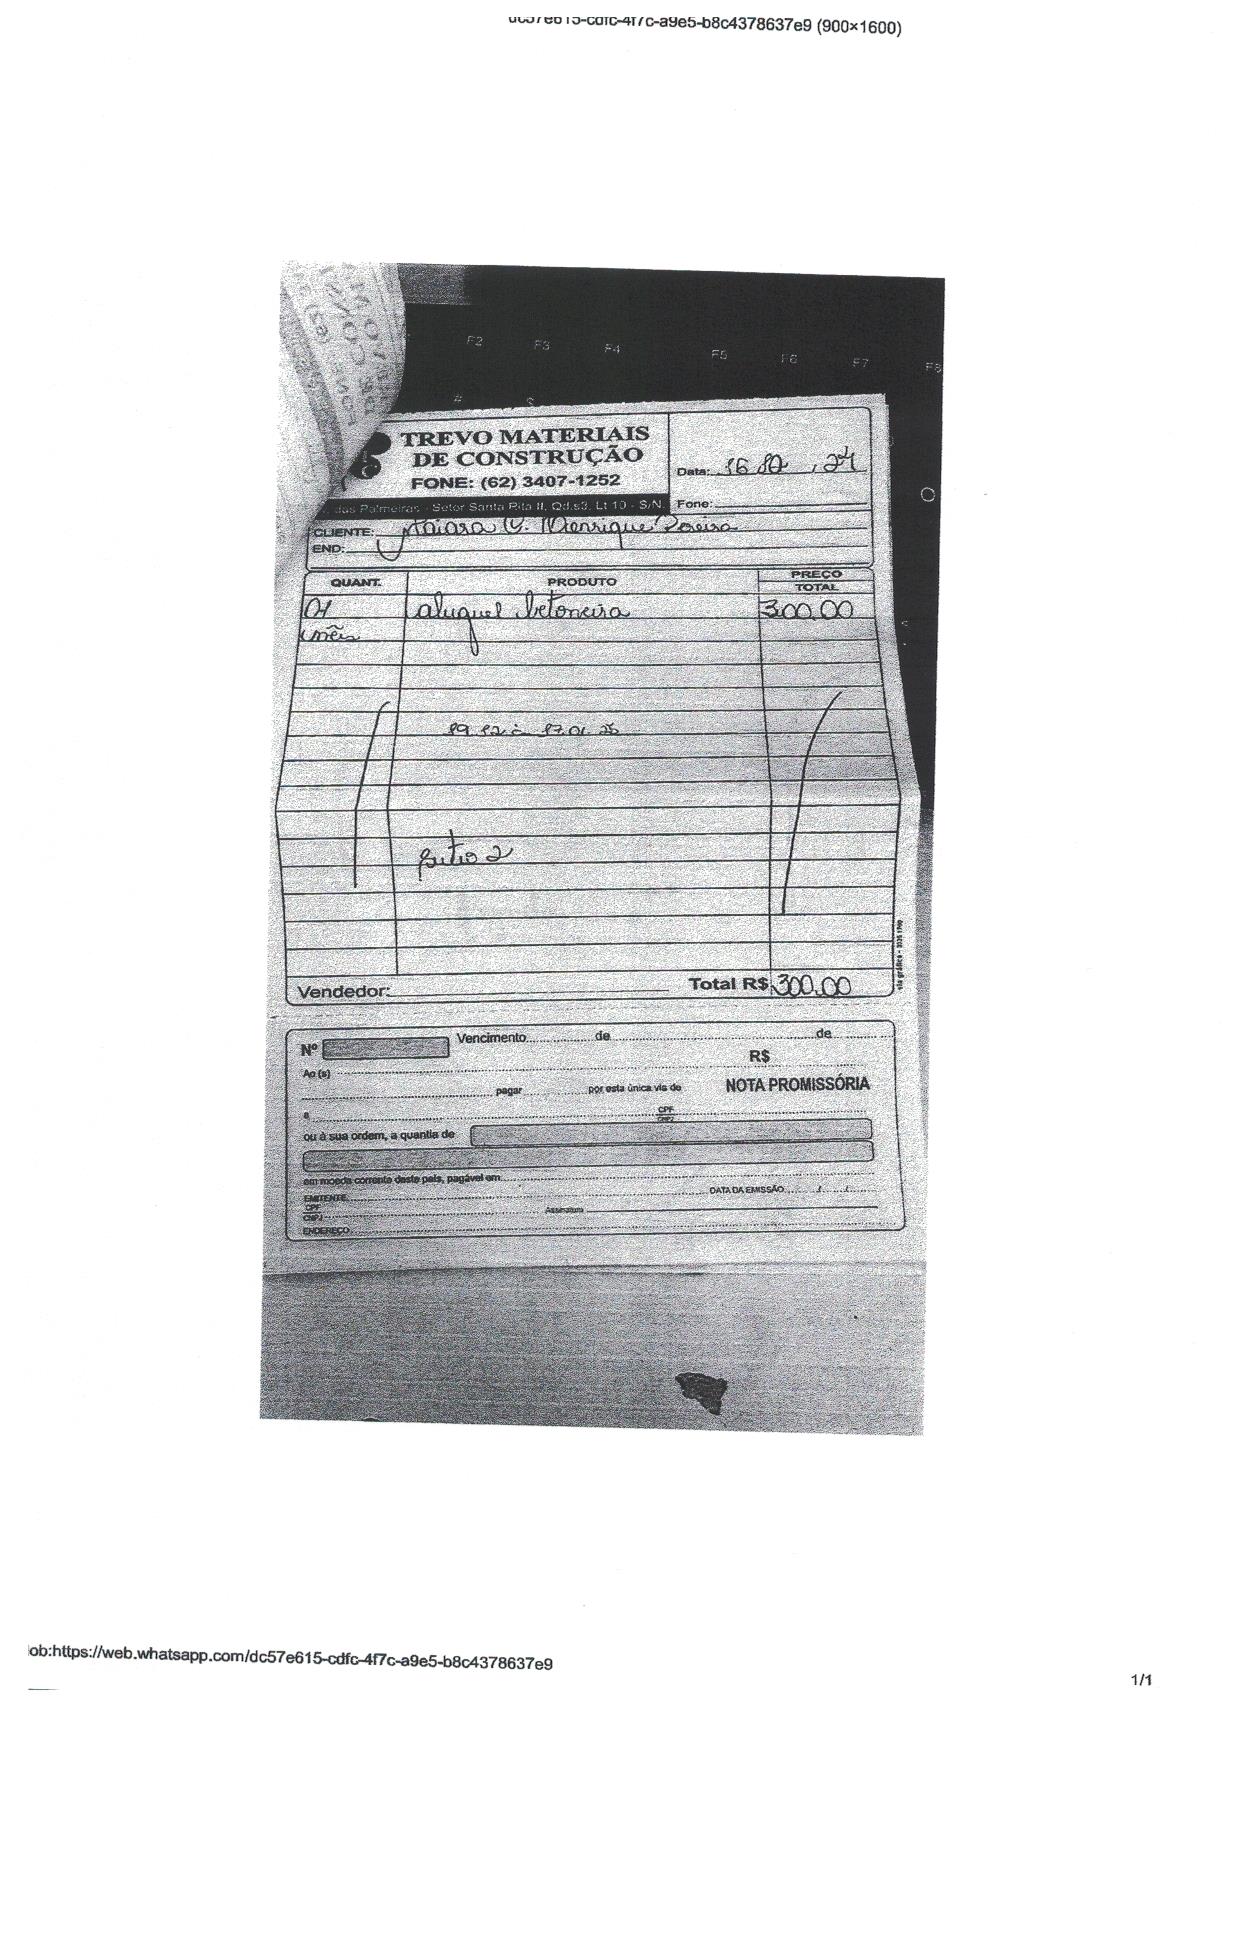 -cdfc-4f7c-a9e5-b8c4378637e9 (900×1600)
F2 F3 F4 F5 F6 F7 F8
TREVO MATERIAIS
DE CONSTRUÇÃO
FONE: (62) 3407-1252
das Palmeiras - Setor Santa Rita II, Qd.s3, Lt 10 - S/N
Data: 16 12 , 24
Fone:
CLIENTE: Henrique Pereira
END:
QUANT. PRODUTO PREÇO
TOTAL
01 aluguel betoneira 300.00
mês
19.12 à 17.01.25
sitio 2
via gráfica -
Vendedor: Total R$ 300.00
Nº Vencimento de de
R$
Ao(s)
pagar por esta única via de NOTA PROMISSÓRIA
a CPF
CNPJ
ou à sua ordem, a quantia de
em moeda corrente deste país, pagável em
EMITENTE DATA DA EMISSÃO / /
CPF
CNPJ Assinatura
ENDEREÇO
ob:https://web.whatsapp.com/dc57e615-cdfc-4f7c-a9e5-b8c4378637e9
1/1